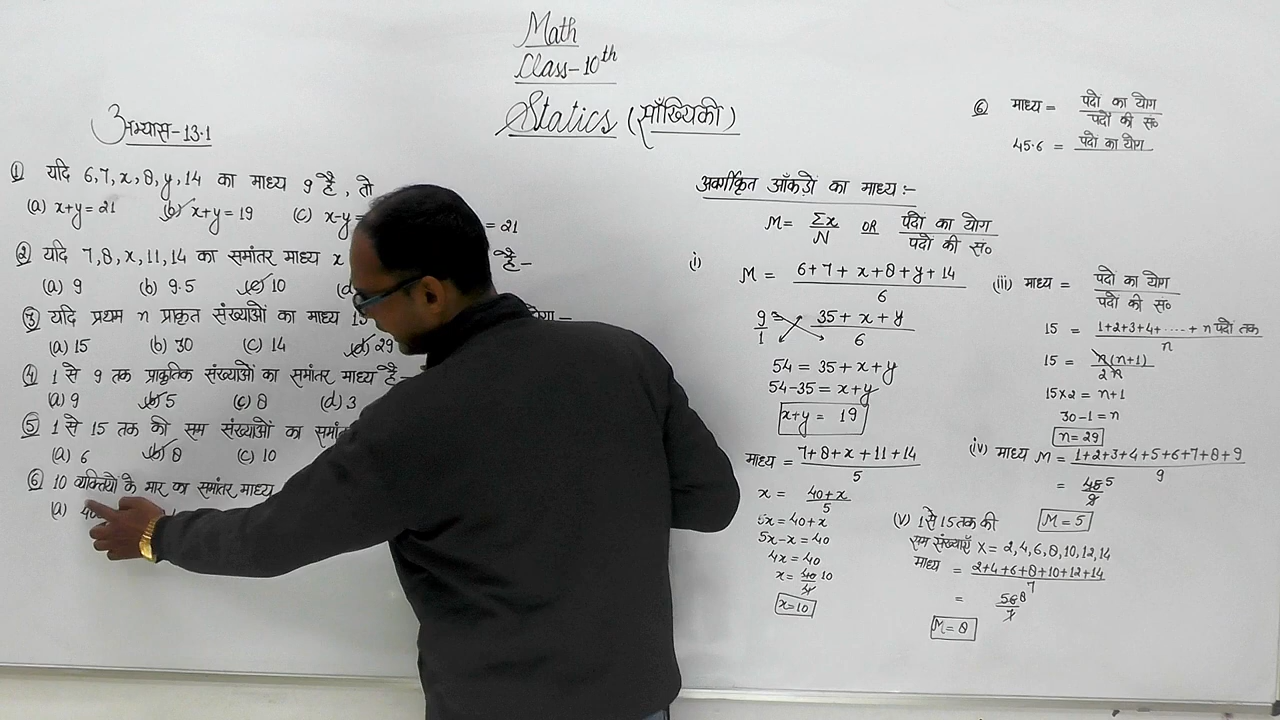 Math
Class-10th
Statics (साँख्यिकी)
अभ्यास-13.1
① यदि 6,7,x,8,y,14 का माध्य 9 है, तो
(a) x+y=21 (b) x+y=19 (c) x-y= =21
② यदि 7,8,x,11,14 का समांतर माध्य x है-
(a) 9 (b) 9.5 (c) 10 (d
③ यदि प्रथम n प्राकृत संख्याओं का माध्य 15
(a) 15 (b) 30 (c) 14 (d) 29
④ 1 से 9 तक प्राकृतिक संख्याओं का समांतर माध्य है-
(a) 9 (b) 5 (c) 8 (d) 3
⑤ 1 से 15 तक की सम संख्याओं का
(a) 6 (b) 8 (c) 10
⑥ 10 व्यक्तियों के भार का समांतर माध्य
(a)
अवर्गीकृत आँकड़ों का माध्य :-
M = Σx/N OR पदों का योग/पदों की सं०
(i) M = 6+7+x+8+y+14/6
9/1 = 35+x+y/6
54 = 35+x+y
54-35 = x+y
x+y = 19
माध्य = 7+8+x+11+14/5
x = 40+x/5
5x = 40+x
5x-x = 40
4x = 40
x = 40/4 10
x=10
⑥ माध्य = पदों का योग/पदों की सं०
45.6 = पदों का योग
(iii) माध्य = पदों का योग/पदों की सं०
15 = 1+2+3+4+.....+n पदों तक/n
15 = n(n+1)/2n
15×2 = n+1
30-1 = n
n=29
(iv) माध्य M = 1+2+3+4+5+6+7+8+9/9
= 45/9 5
M=5
(V) 1 से 15 तक की
सम संख्याएँ X = 2,4,6,8,10,12,14
माध्य = 2+4+6+8+10+12+14/7
= 56/7 8
M=8